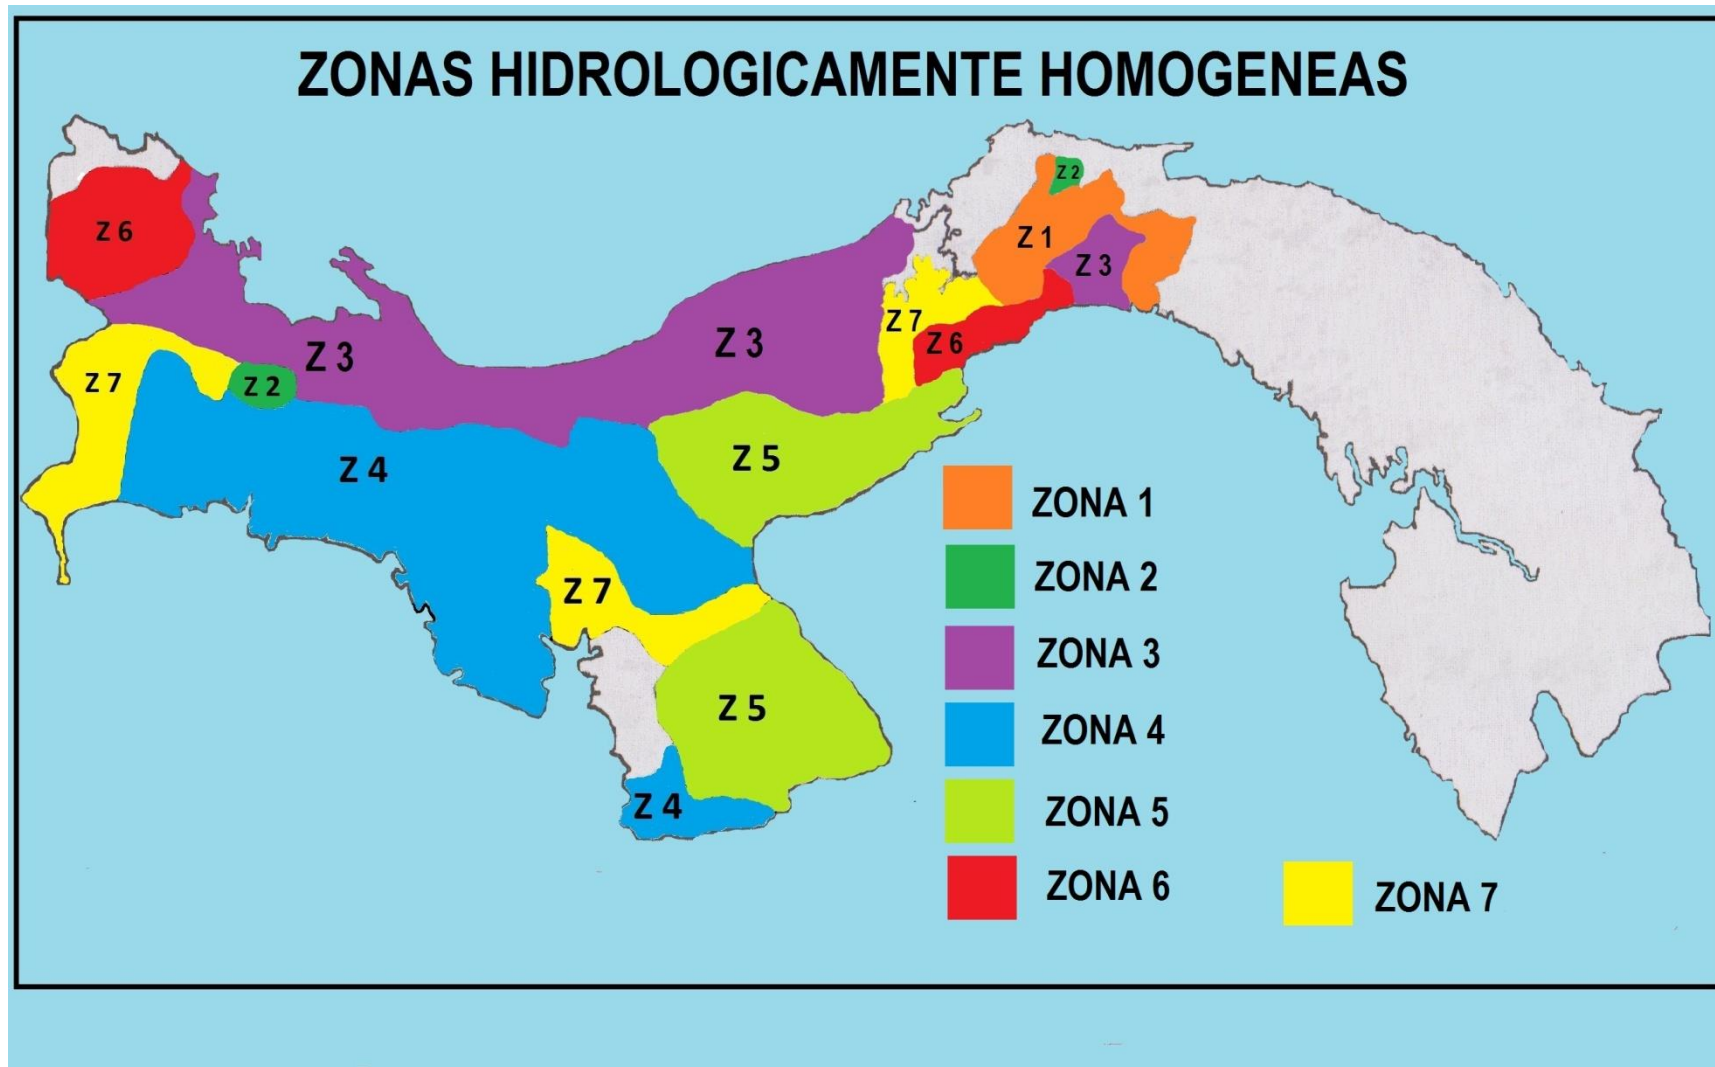 ZONAS HIDROLOGICAMENTE HOMOGENEAS
Z 2
Z 6
Z 1
Z 3
Z 7
Z 6
Z 3
Z 3
Z 7
Z 2
Z 4
Z 5
Z 7
Z 5
Z 4
ZONA 1
ZONA 2
ZONA 3
ZONA 4
ZONA 5
ZONA 6
ZONA 7